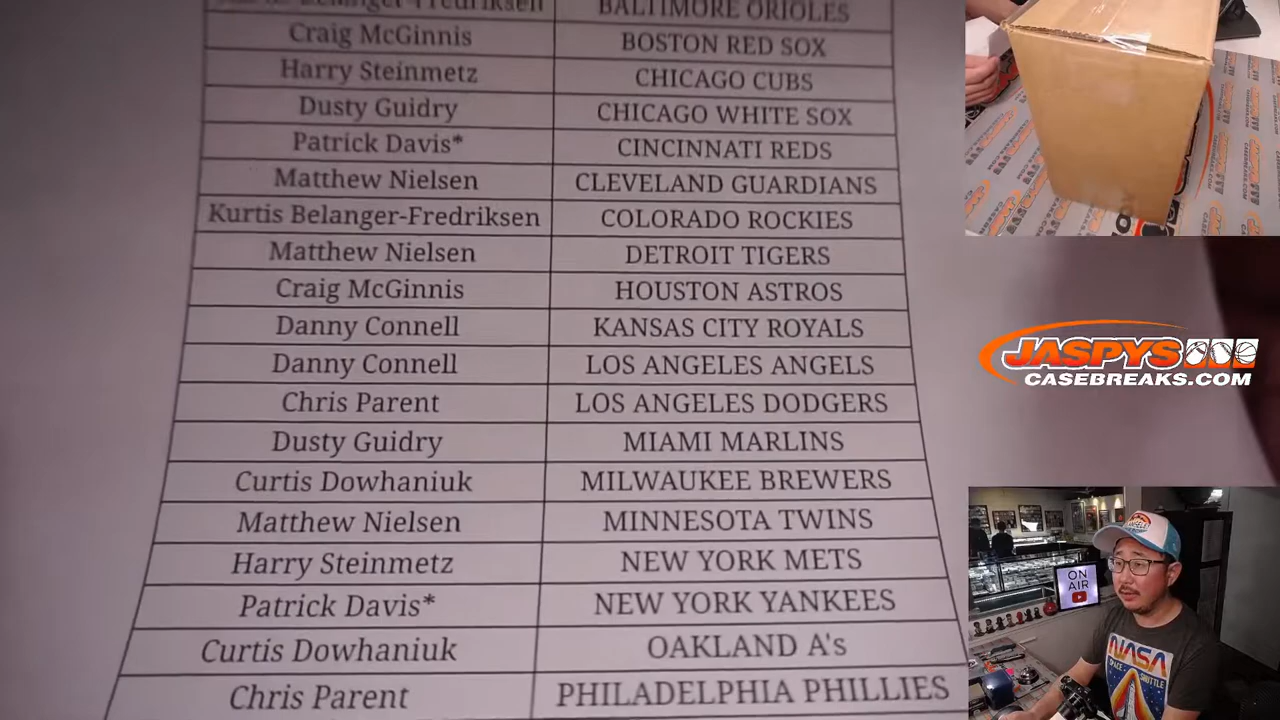 Belanger-Fredriksen BALTIMORE ORIOLES
Craig McGinnis BOSTON RED SOX
Harry Steinmetz CHICAGO CUBS
Dusty Guidry CHICAGO WHITE SOX
Patrick Davis* CINCINNATI REDS
Matthew Nielsen CLEVELAND GUARDIANS
Kurtis Belanger-Fredriksen COLORADO ROCKIES
Matthew Nielsen DETROIT TIGERS
Craig McGinnis HOUSTON ASTROS
Danny Connell KANSAS CITY ROYALS
Danny Connell LOS ANGELES ANGELS
Chris Parent LOS ANGELES DODGERS
Dusty Guidry MIAMI MARLINS
Curtis Dowhaniuk MILWAUKEE BREWERS
Matthew Nielsen MINNESOTA TWINS
Harry Steinmetz NEW YORK METS
Patrick Davis* NEW YORK YANKEES
Curtis Dowhaniuk OAKLAND A's
Chris Parent PHILADELPHIA PHILLIES
JASPYS
CASEBREAKS.COM
ON
AIR
NASA
SPACE SHUTTLE